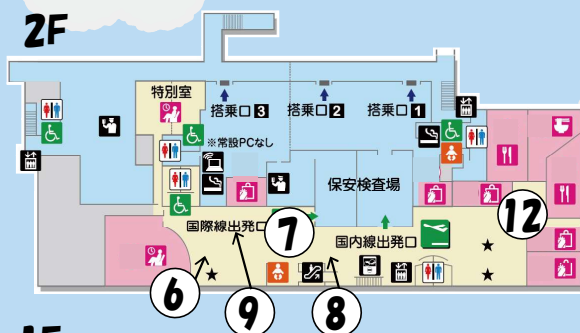 2F
特別室
搭乗口 3
搭乗口 2
搭乗口 1
※常設PCなし
保安検査場
国際線出発口
国内線出発口
7
12
6
9
8